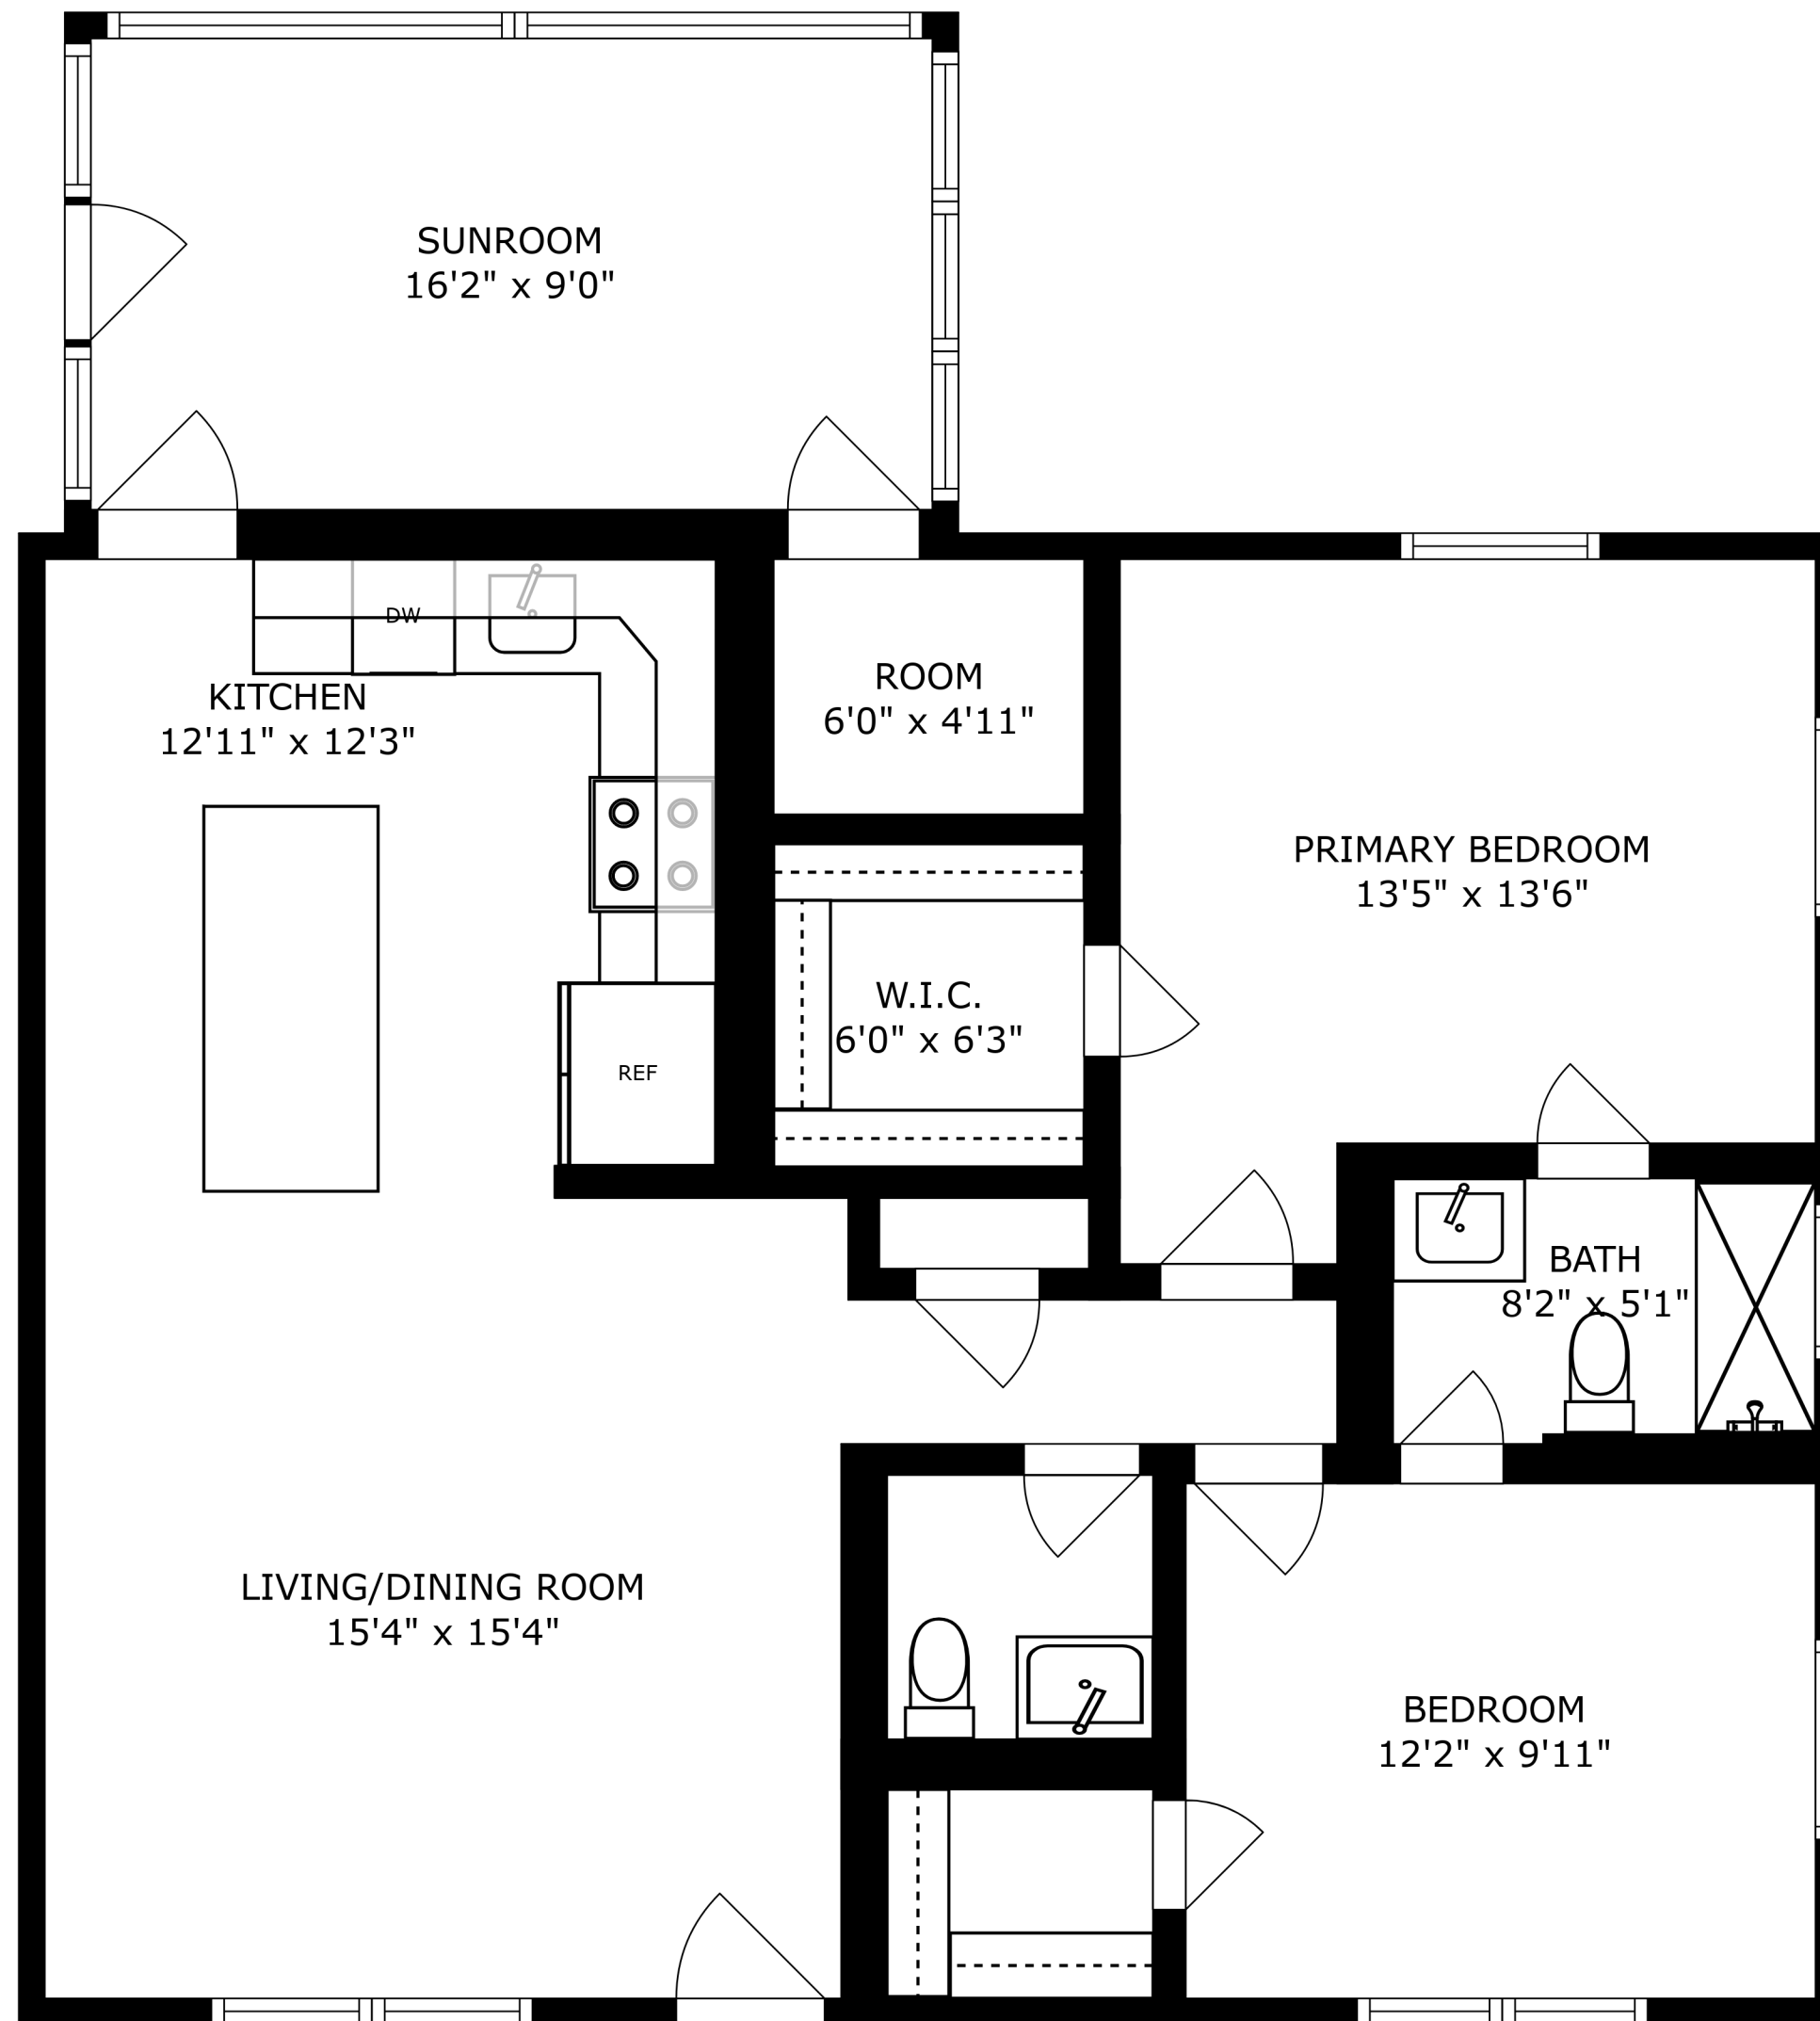 SUNROOM
16'2" x 9'0"
DW
KITCHEN
12'11" x 12'3"
ROOM
6'0" x 4'11"
PRIMARY BEDROOM
13'5" x 13'6"
W.I.C.
6'0" x 6'3"
REF
BATH
8'2" x 5'1"
LIVING/DINING ROOM
15'4" x 15'4"
BEDROOM
12'2" x 9'11"